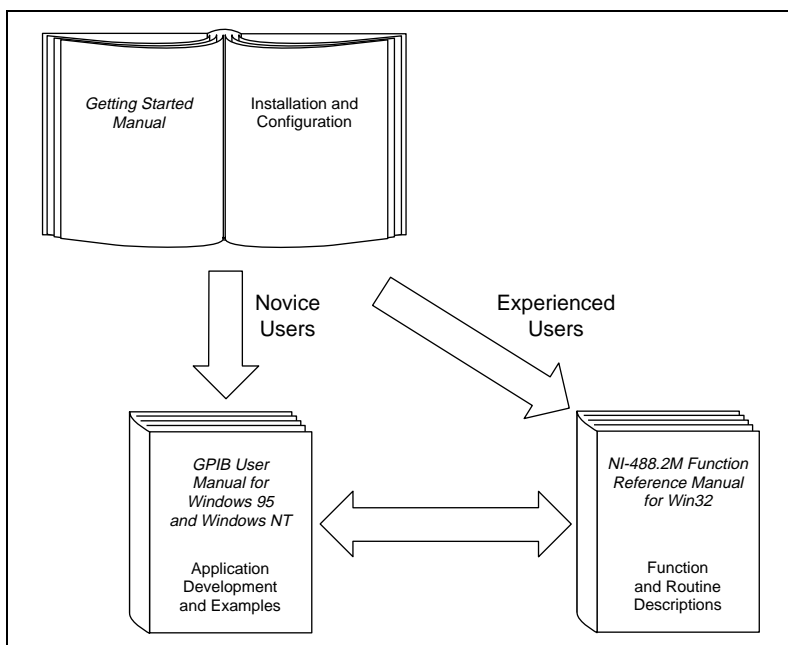 Getting Started
Manual
Installation and
Configuration
Novice
Users
Experienced
Users
GPIB User
Manual for
Windows 95
and Windows NT
Application
Development
and Examples
NI-488.2M Function
Reference Manual
for Win32
Function
and Routine
Descriptions